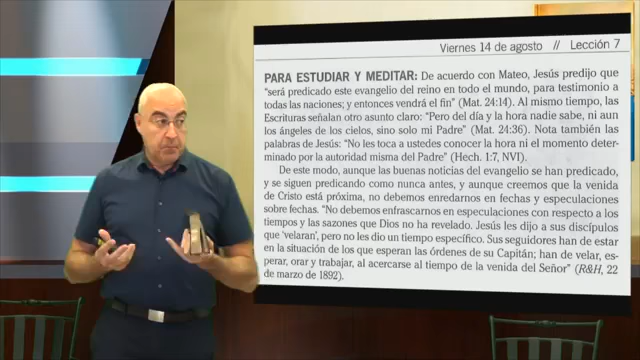 Viernes 14 de agosto // Lección 7
PARA ESTUDIAR Y MEDITAR: De acuerdo con Mateo, Jesús predijo que
“será predicado este evangelio del reino en todo el mundo, para testimonio a
todas las naciones; y entonces vendrá el fin” (Mat. 24:14). Al mismo tiempo, las
Escrituras señalan otro asunto claro: “Pero del día y la hora nadie sabe, ni aun
los ángeles de los cielos, sino solo mi Padre” (Mat. 24:36). Nota también las
palabras de Jesús: “No les toca a ustedes conocer la hora ni el momento deter-
minado por la autoridad misma del Padre” (Hech. 1:7, NVI).
De este modo, aunque las buenas noticias del evangelio se han predicado,
y se siguen predicando como nunca antes, y aunque creemos que la venida
de Cristo está próxima, no debemos enredarnos en fechas y especulaciones
sobre fechas. “No debemos enfrascarnos en especulaciones con respecto a los
tiempos y las sazones que Dios no ha revelado. Jesús les dijo a sus discípulos
que ‘velaran’, pero no les dio un tiempo específico. Sus seguidores han de estar
en la situación de los que esperan las órdenes de su Capitán; han de velar, es-
perar, orar y trabajar, al acercarse al tiempo de la venida del Señor” (R&H, 22
de marzo de 1892).